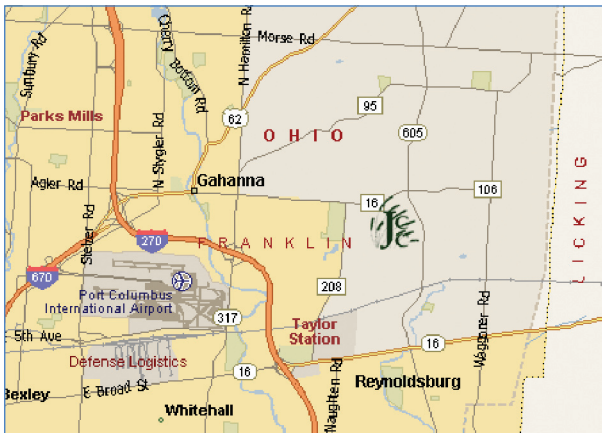 Sunbury Rd
Cherry Bottom Rd
N Hamilton Rd
Morse Rd
95
Parks Mills
62
OHIO
605
N Stygler Rd
Agler Rd
Gahanna
16
106
LICKING
Stelzer Rd
270
FRANKLIN
JCC
670
Port Columbus
International Airport
208
317
Taylor
Station
Waggoner Rd
E 5th Ave
Defense Logistics
16
16
Bexley
E Broad St
Reynoldsburg
Naughten Rd
Whitehall